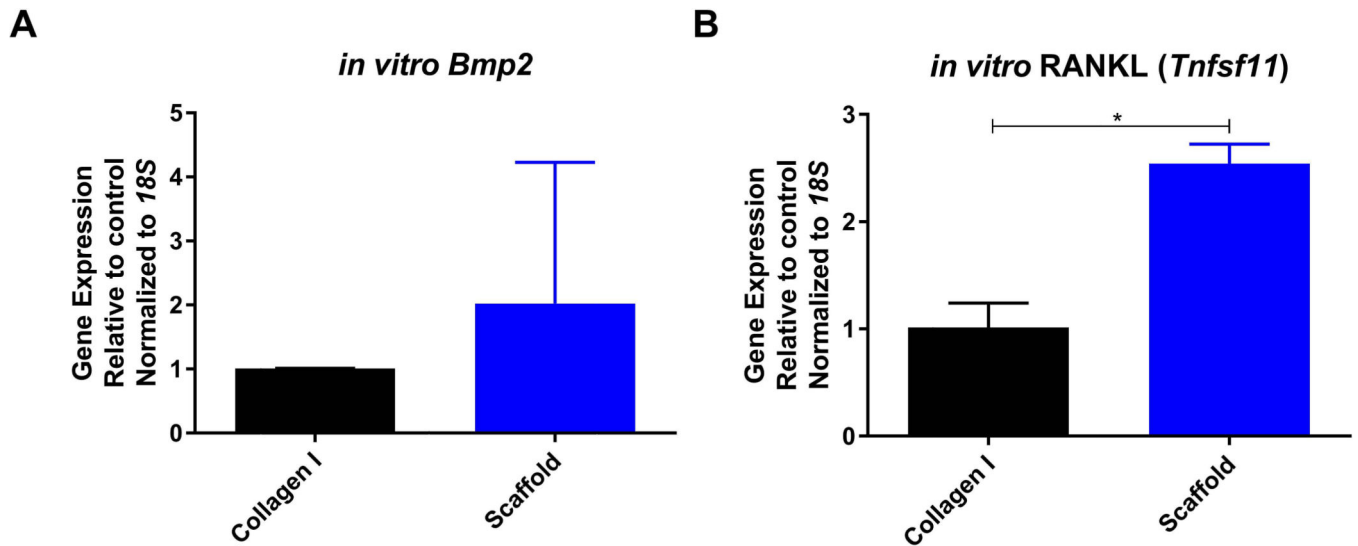 A
in vitro Bmp2
Gene Expression
Relative to control
Normalized to 18S
5
4
3
2
1
0
Collagen I
Scaffold
B
in vitro RANKL (Tnfsf11)
Gene Expression
Relative to control
Normalized to 18S
3
2
1
0
*
Collagen I
Scaffold